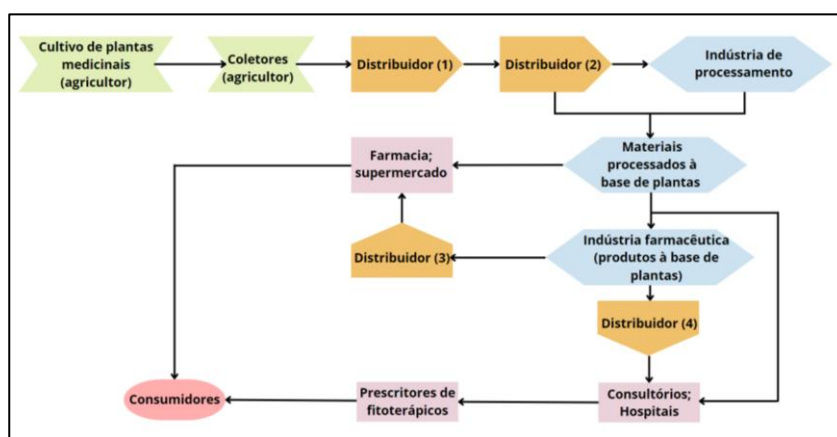 Cultivo de plantas
medicinais
(agricultor)
Coletores
(agricultor)
Distribuidor (1)
Distribuidor (2)
Indústria de
processamento
Farmacia;
supermercado
Materiais
processados à
base de plantas
Distribuidor (3)
Indústria farmacêutica
(produtos à base de
plantas)
Distribuidor (4)
Consumidores
Prescritores de
fitoterápicos
Consultórios;
Hospitais